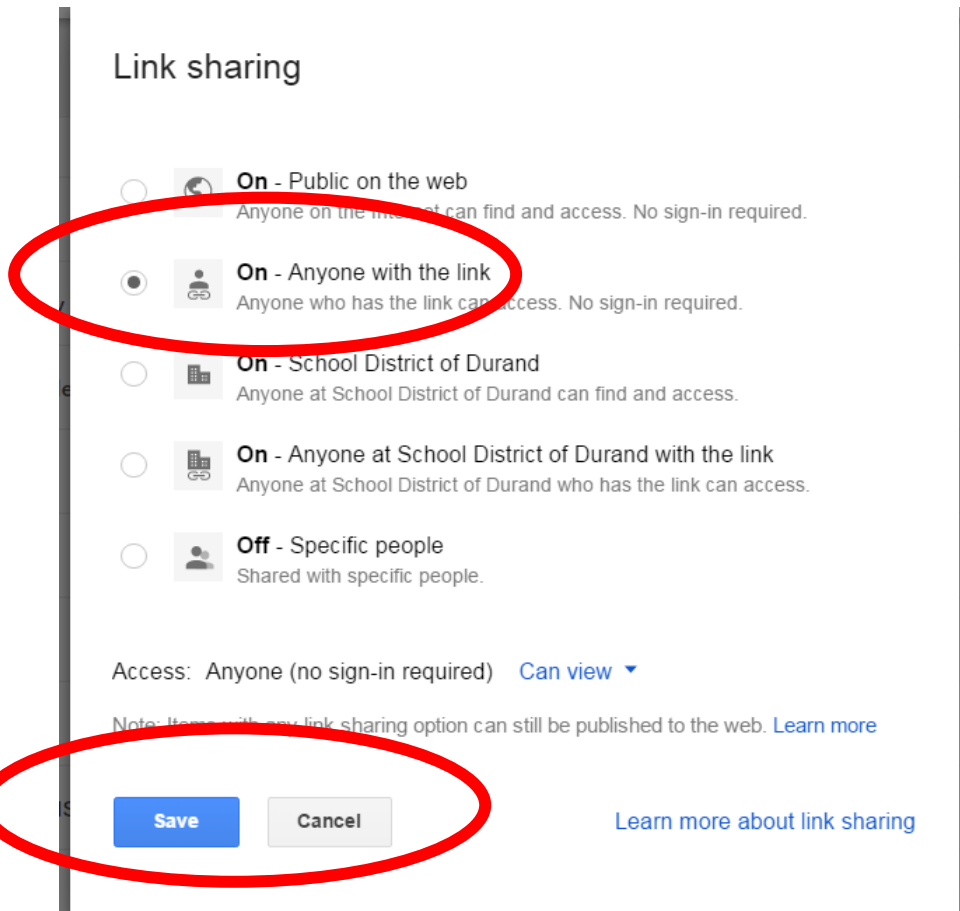 Link sharing
On - Public on the web
Anyone on the Internet can find and access. No sign-in required.
On - Anyone with the link
Anyone who has the link can access. No sign-in required.
On - School District of Durand
Anyone at School District of Durand can find and access.
On - Anyone at School District of Durand with the link
Anyone at School District of Durand who has the link can access.
Off - Specific people
Shared with specific people.
Access: Anyone (no sign-in required) Can view
Note: Items with any link sharing option can still be published to the web. Learn more
Save Cancel Learn more about link sharing